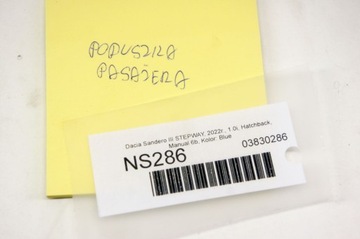 PODUSZKA
PASAŻERA
Dacia Sandero III STEPWAY, 2022r., 1.0i, Hatchback,
Manual 6b, Kolor: Blue
NS286
03830286